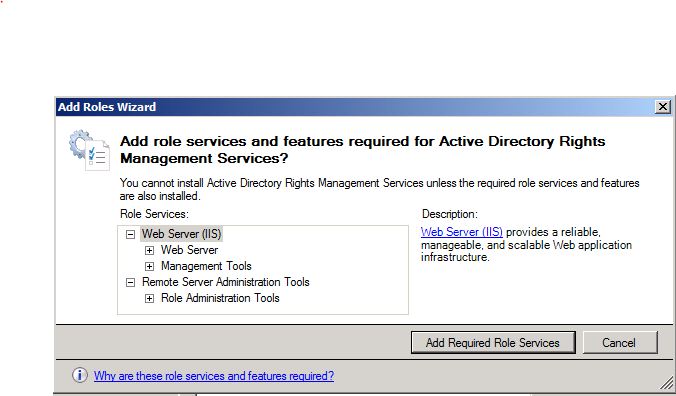 Add Roles Wizard
Add role services and features required for Active Directory Rights
Management Services?
You cannot install Active Directory Rights Management Services unless the required role services and features
are also installed.
Role Services:
Description:
Web Server (IIS)
Web Server
Management Tools
Remote Server Administration Tools
Role Administration Tools
Web Server (IIS) provides a reliable,
manageable, and scalable Web application
infrastructure.
Add Required Role Services
Cancel
Why are these role services and features required?